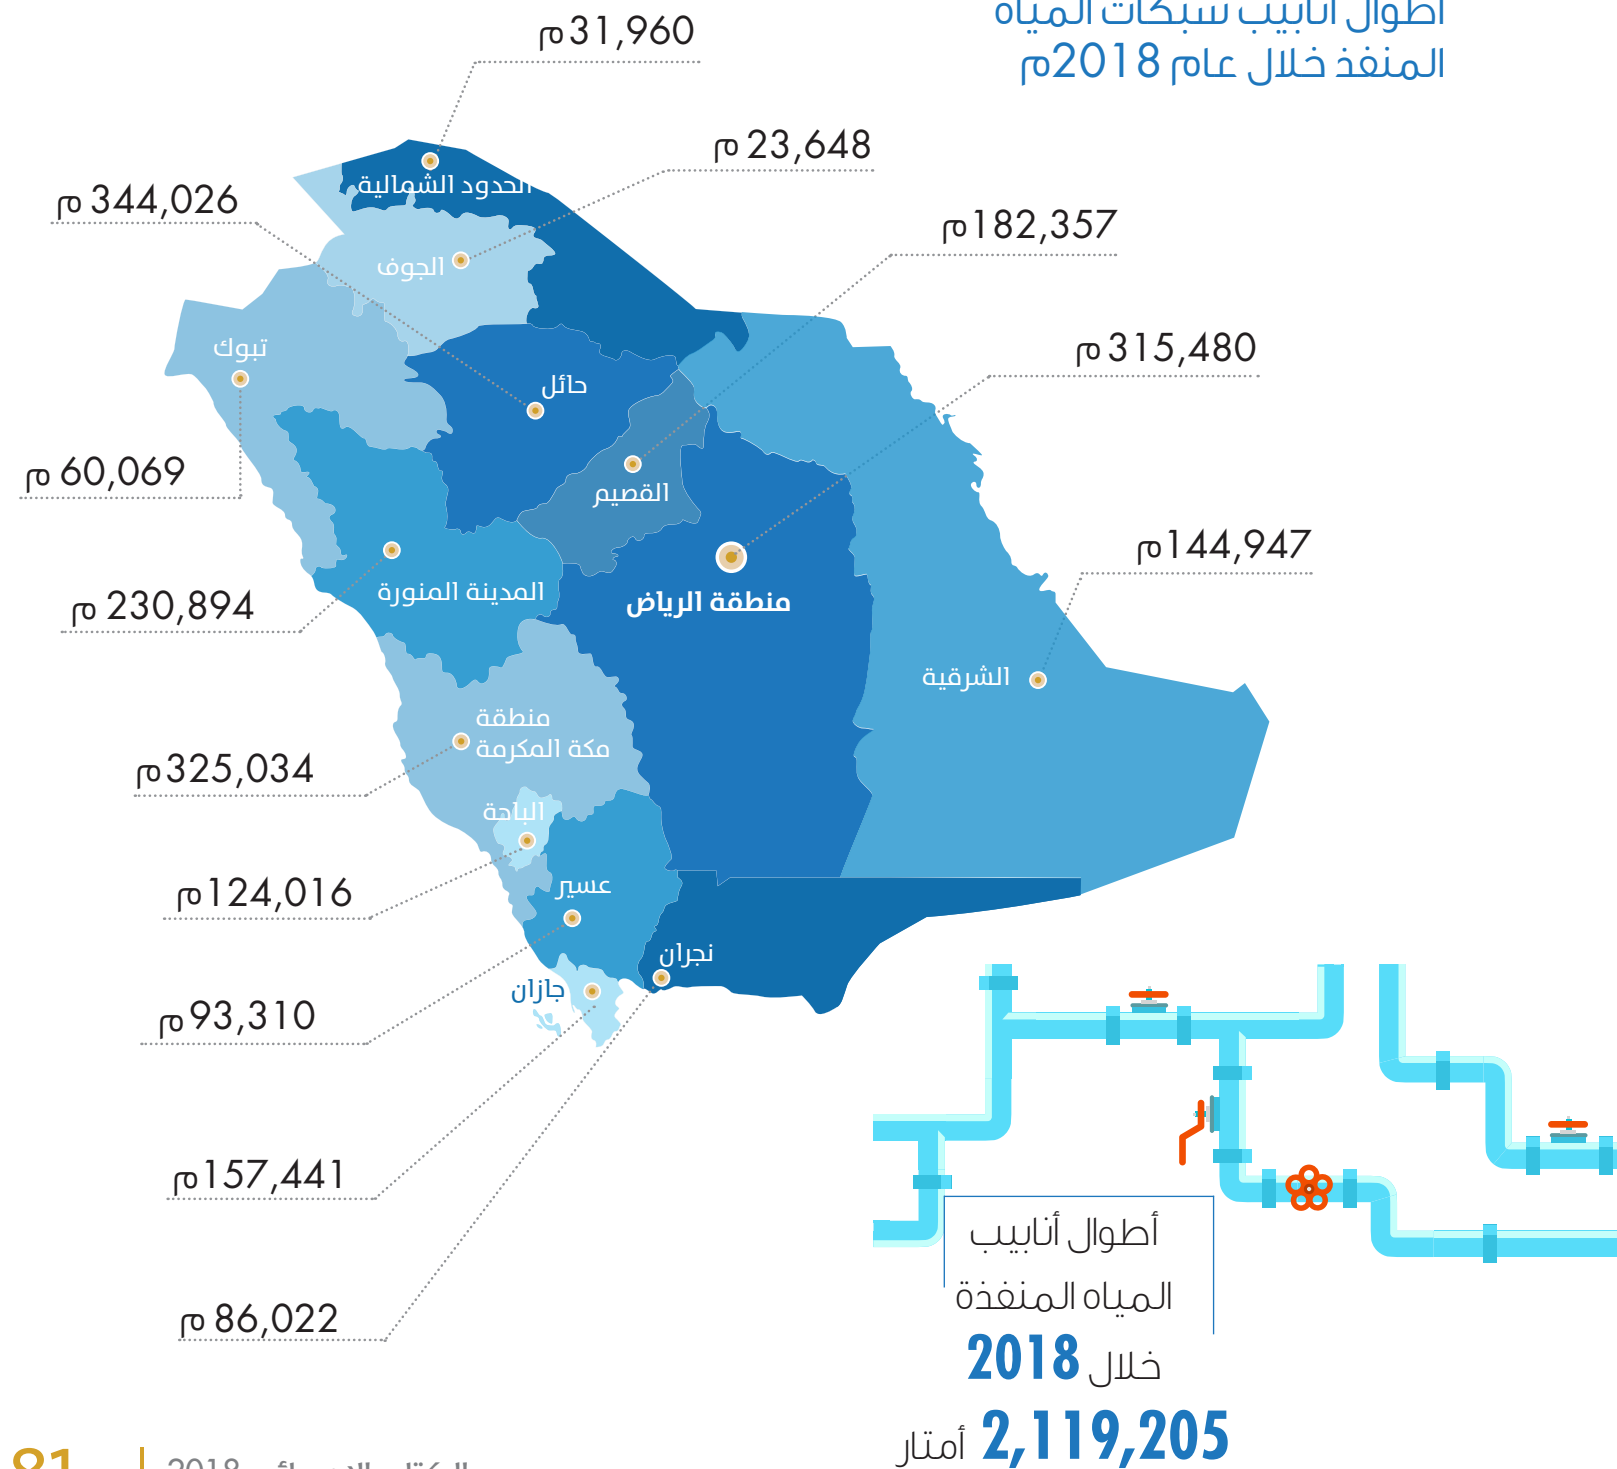 أطوال أنابيب شبكات المياه
المنفذ خلال عام 2018م
31,960م
23,648 م
344,026 م
182,357م
315,480 م
60,069 م
144,947م
230,894 م
325,034م
124,016م
93,310م
157,441م
86,022 م
الحدود الشمالية
الجوف
تبوك
حائل
القصيم
المدينة المنورة
منطقة الرياض
الشرقية
منطقة
مكة المكرمة
الباهة
عسير
نجران
جازان
أطوال أنابيب
المياه المنفذة
خلال 2018
2,119,205 أمتار
81
2018